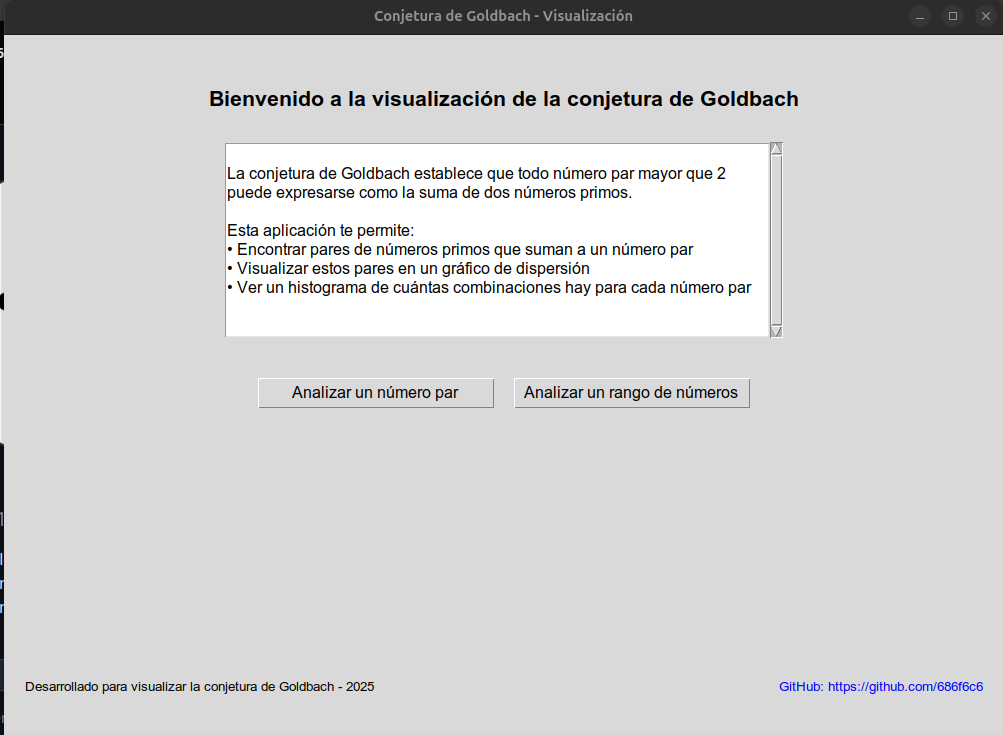 Conjetura de Goldbach - Visualización
Bienvenido a la visualización de la conjetura de Goldbach
La conjetura de Goldbach establece que todo número par mayor que 2
puede expresarse como la suma de dos números primos.
Esta aplicación te permite:
• Encontrar pares de números primos que suman a un número par
• Visualizar estos pares en un gráfico de dispersión
• Ver un histograma de cuántas combinaciones hay para cada número par
Analizar un número par
Analizar un rango de números
Desarrollado para visualizar la conjetura de Goldbach - 2025
GitHub: https://github.com/686f6c6